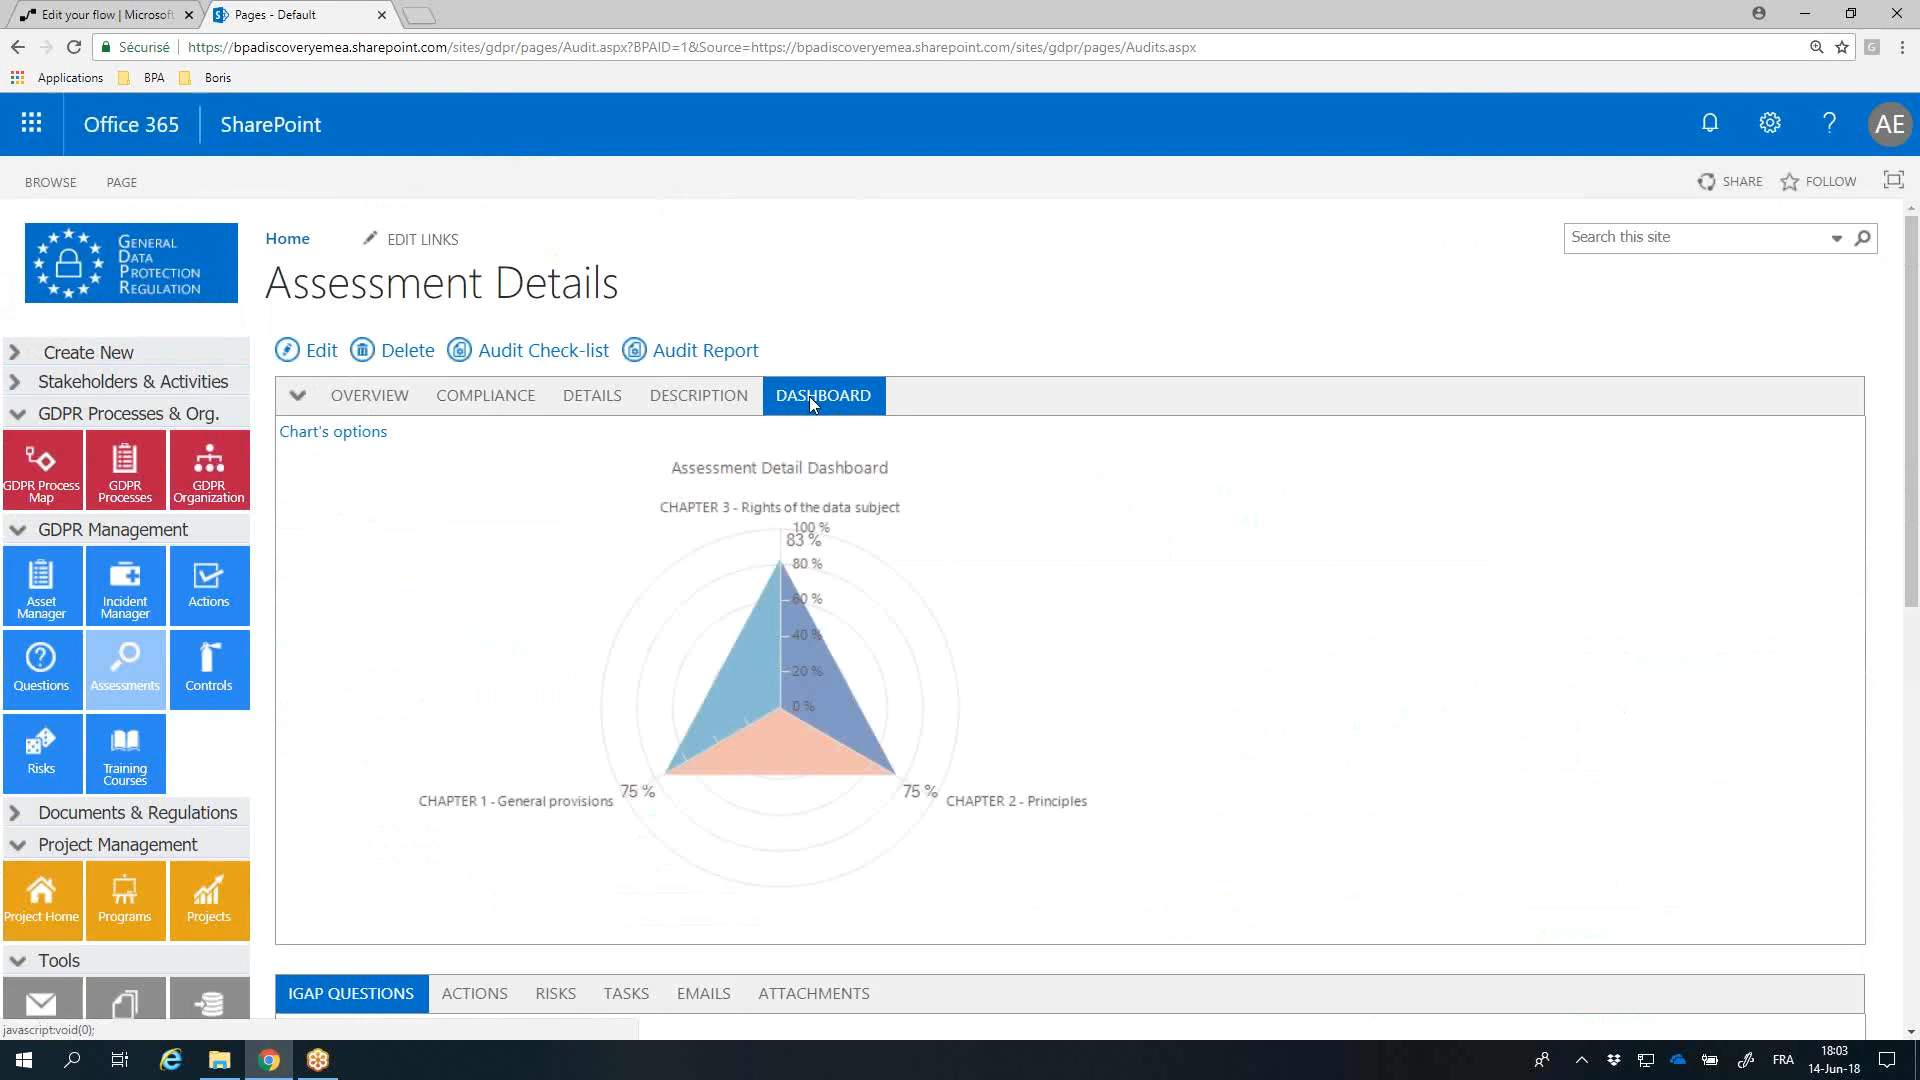 Edit your flow | Microsoft
Pages - Default
Sécurisé
https://bpadiscoveryemea.sharepoint.com/sites/gdpr/pages/Audit.aspx?BPAID=1&Source=https://bpadiscoveryemea.sharepoint.com/sites/gdpr/pages/Audits.aspx
G
Applications BPA Boris
Office 365 SharePoint
? AE
BROWSE PAGE
SHARE FOLLOW
GENERAL
DATA
PROTECTION
REGULATION
Home EDIT LINKS
Search this site
Assessment Details
Edit Delete Audit Check-list Audit Report
OVERVIEW COMPLIANCE DETAILS DESCRIPTION DASHBOARD
Chart's options
Assessment Detail Dashboard
CHAPTER 3 - Rights of the data subject
100 %
83 %
80 %
60 %
40 %
20 %
0 %
75 %
CHAPTER 1 - General provisions
75 %
CHAPTER 2 - Principles
Create New
Stakeholders & Activities
GDPR Processes & Org.
GDPR Process
Map
GDPR
Processes
GDPR
Organization
GDPR Management
Asset
Manager
Incident
Manager
Actions
Questions
Assessments
Controls
Risks
Training
Courses
Documents & Regulations
Project Management
Project Home
Programs
Projects
Tools
IGAP QUESTIONS ACTIONS RISKS TASKS EMAILS ATTACHMENTS
javascript:void(0);
FRA
18:03
14-Jun-18